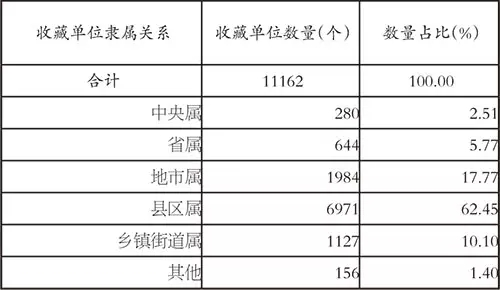 收藏单位隶属关系 收藏单位数量(个) 数量占比(%)
合计 11162 100.00
中央属 280 2.51
省属 644 5.77
地市属 1984 17.77
县区属 6971 62.45
乡镇街道属 1127 10.10
其他 156 1.40